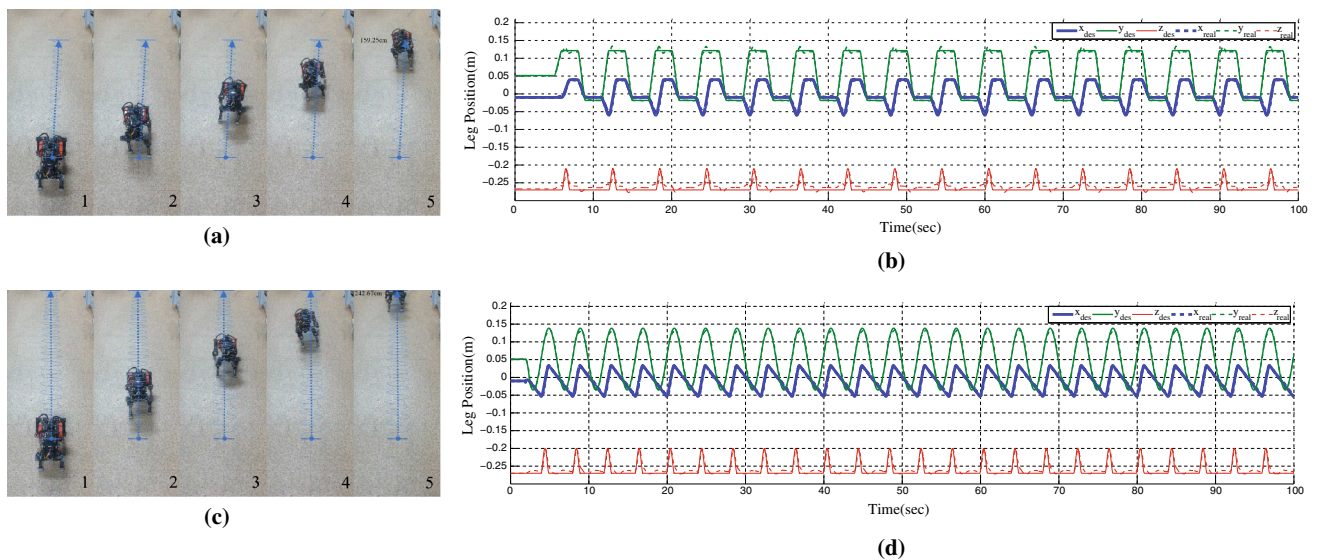 159.25cm
1 2 3 4 5
(a)
0.2
0.15
0.1
0.05
0
−0.05
−0.1
−0.15
−0.2
−0.25
x_des y_des z_des x_real y_real z_real
Leg Position(m)
0 10 20 30 40 50 60 70 80 90 100
Time(sec)
(b)
242.67cm
1 2 3 4 5
(c)
0.2
0.15
0.1
0.05
0
−0.05
−0.1
−0.15
−0.2
−0.25
x_des y_des z_des x_real y_real z_real
Leg Position(m)
0 10 20 30 40 50 60 70 80 90 100
Time(sec)
(d)